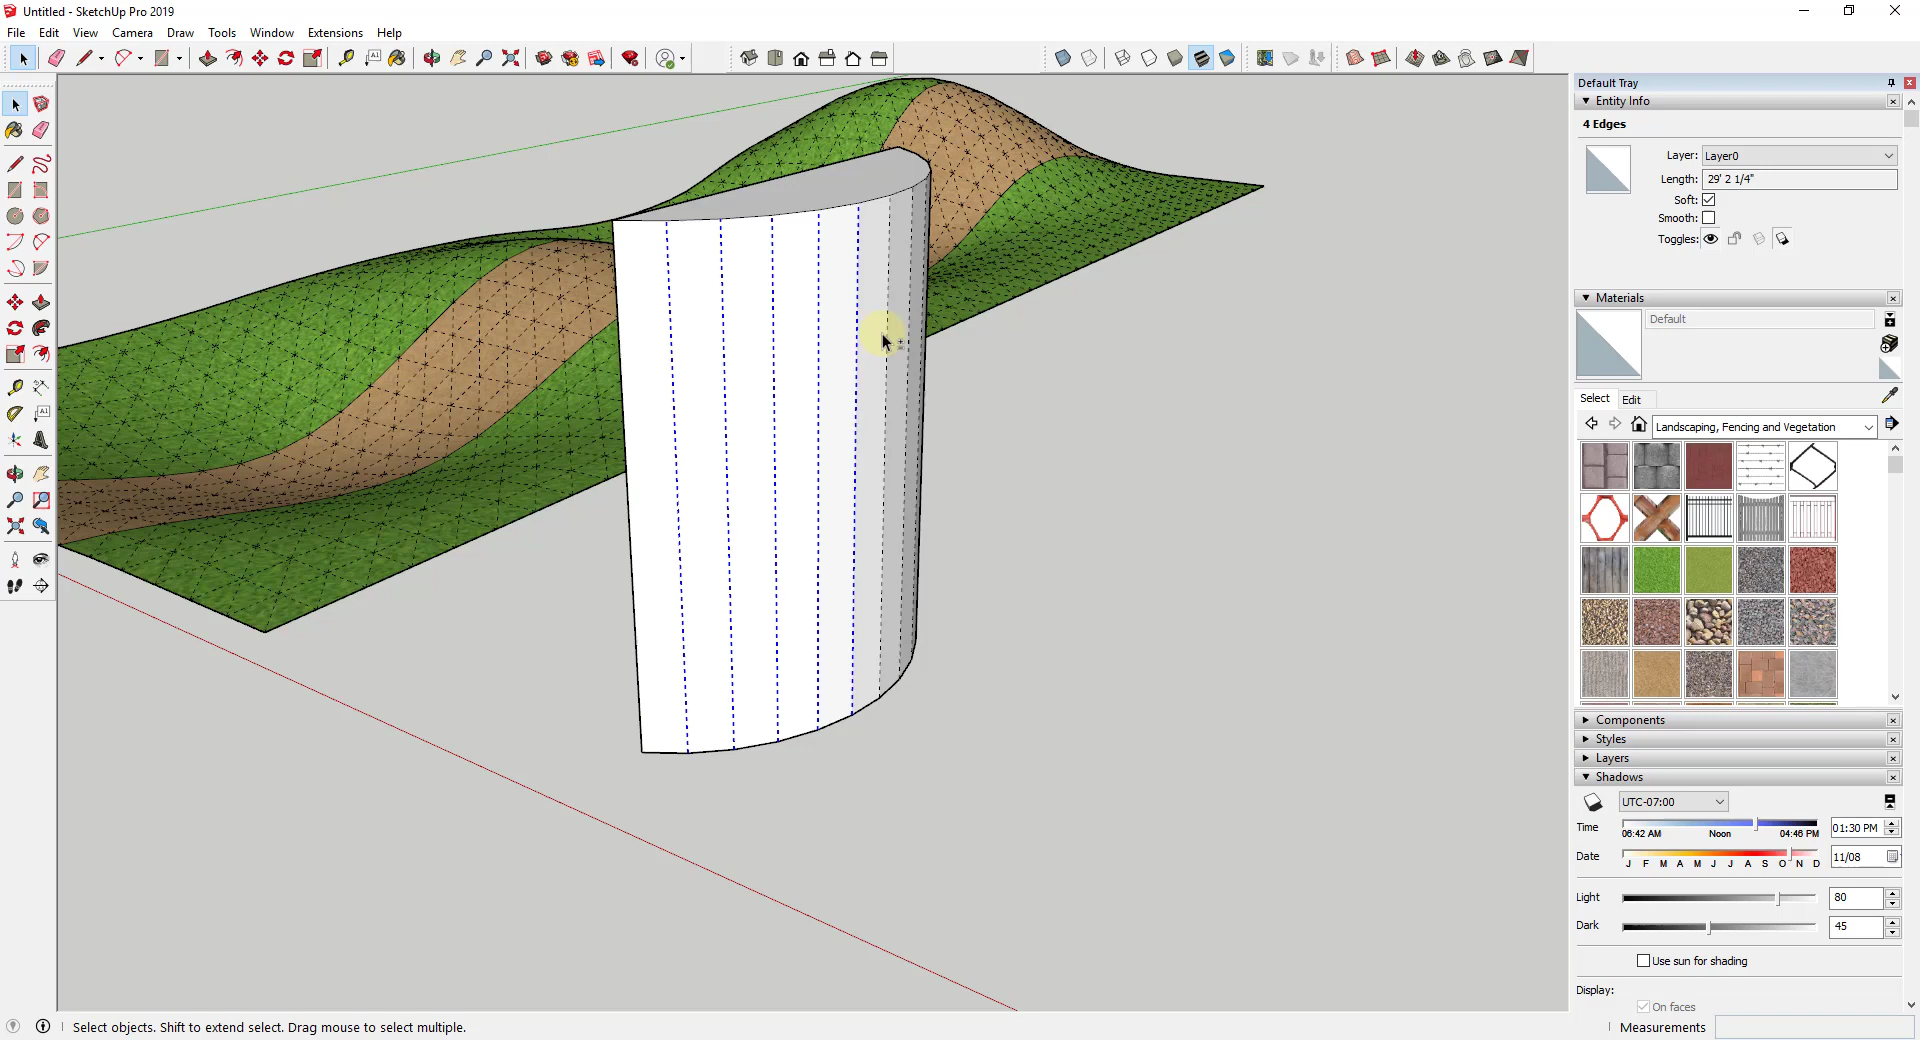 Untitled - SketchUp Pro 2019
File Edit View Camera Draw Tools Window Extensions Help
Default Tray
Entity Info
4 Edges
Layer: Layer0
Length: 29' 2 1/4"
Soft:
Smooth:
Toggles:
Materials
Default
Select Edit
Landscaping, Fencing and Vegetation
Components
Styles
Layers
Shadows
UTC-07:00
Time 06:42 AM Noon 04:46 PM 01:30 PM
Date J F M A M J J A S O N D 11/08
Light 80
Dark 45
Use sun for shading
Display:
On faces
Select objects. Shift to extend select. Drag mouse to select multiple.
Measurements